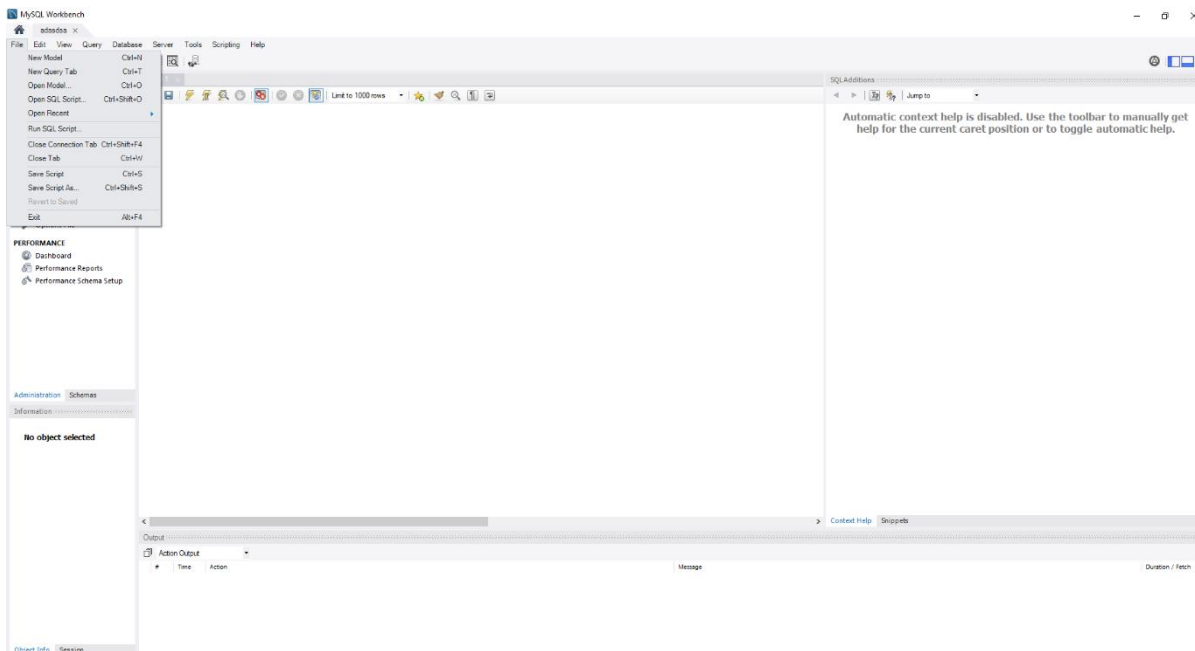 MySQL Workbench
adasdaa
File Edit View Query Database Server Tools Scripting Help
New Model Ctrl+N
New Query Tab Ctrl+T
Open Model... Ctrl+O
Open SQL Script... Ctrl+Shift+O
Open Recent
Run SQL Script...
Close Connection Tab Ctrl+Shift+F4
Close Tab Ctrl+W
Save Script Ctrl+S
Save Script As... Ctrl+Shift+S
Revert to Saved
Exit Alt+F4
Limit to 1000 rows
SQLAdditions
Jump to
Automatic context help is disabled. Use the toolbar to manually get
help for the current caret position or to toggle automatic help.
PERFORMANCE
Dashboard
Performance Reports
Performance Schema Setup
Administration Schemas
Information
No object selected
Context Help Snippets
Output
Action Output
# Time Action Message Duration / Fetch
Object Info Session